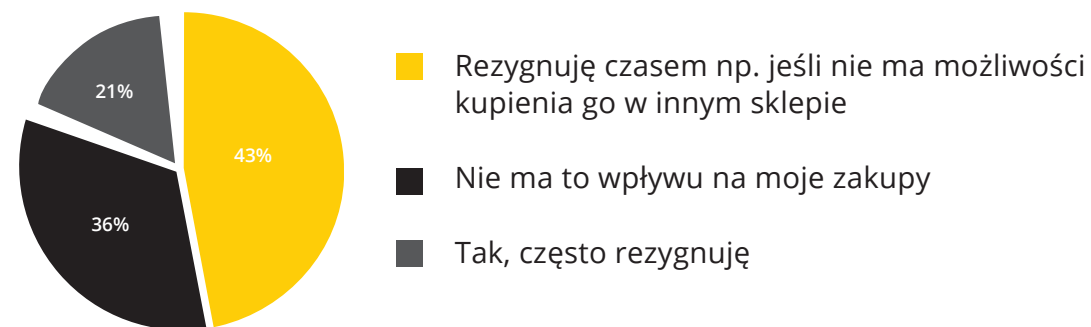 21%
43%
36%
Rezygnuję czasem np. jeśli nie ma możliwości
kupienia go w innym sklepie
Nie ma to wpływu na moje zakupy
Tak, często rezygnuję